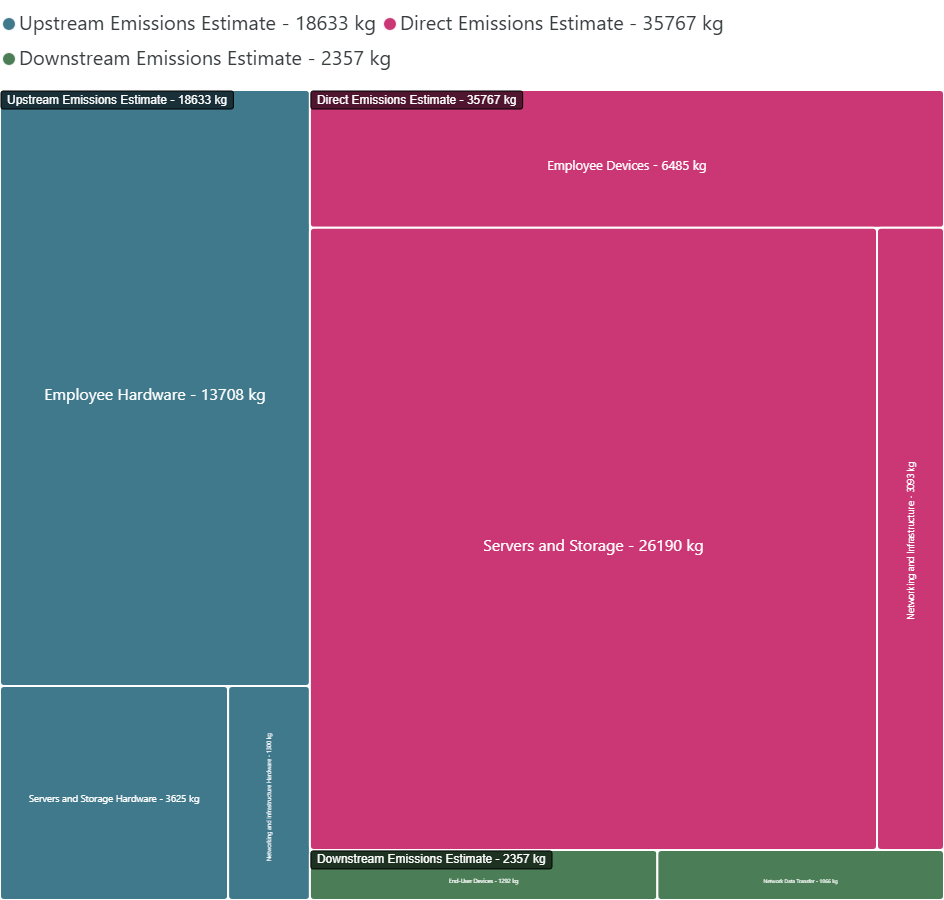 Upstream Emissions Estimate - 18633 kg Direct Emissions Estimate - 35767 kg
Downstream Emissions Estimate - 2357 kg
Upstream Emissions Estimate - 18633 kg
Direct Emissions Estimate - 35767 kg
Employee Devices - 6485 kg
Employee Hardware - 13708 kg
Servers and Storage - 26190 kg
Networking and Infrastructure - 3093 kg
Servers and Storage Hardware - 3625 kg
Networking and Infrastructure Hardware - 1300 kg
Downstream Emissions Estimate - 2357 kg
End-User Devices - 1292 kg
Network Data Transfer - 1066 kg